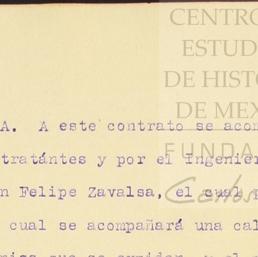 CENTRO
ESTUD
DE HISTO
DE MEX
FUNDA
Carlos
A. A este contrato se acom
tratántes y por el Ingenier
n Felipe Zavalsa, el cual
cual se acompañará una cal